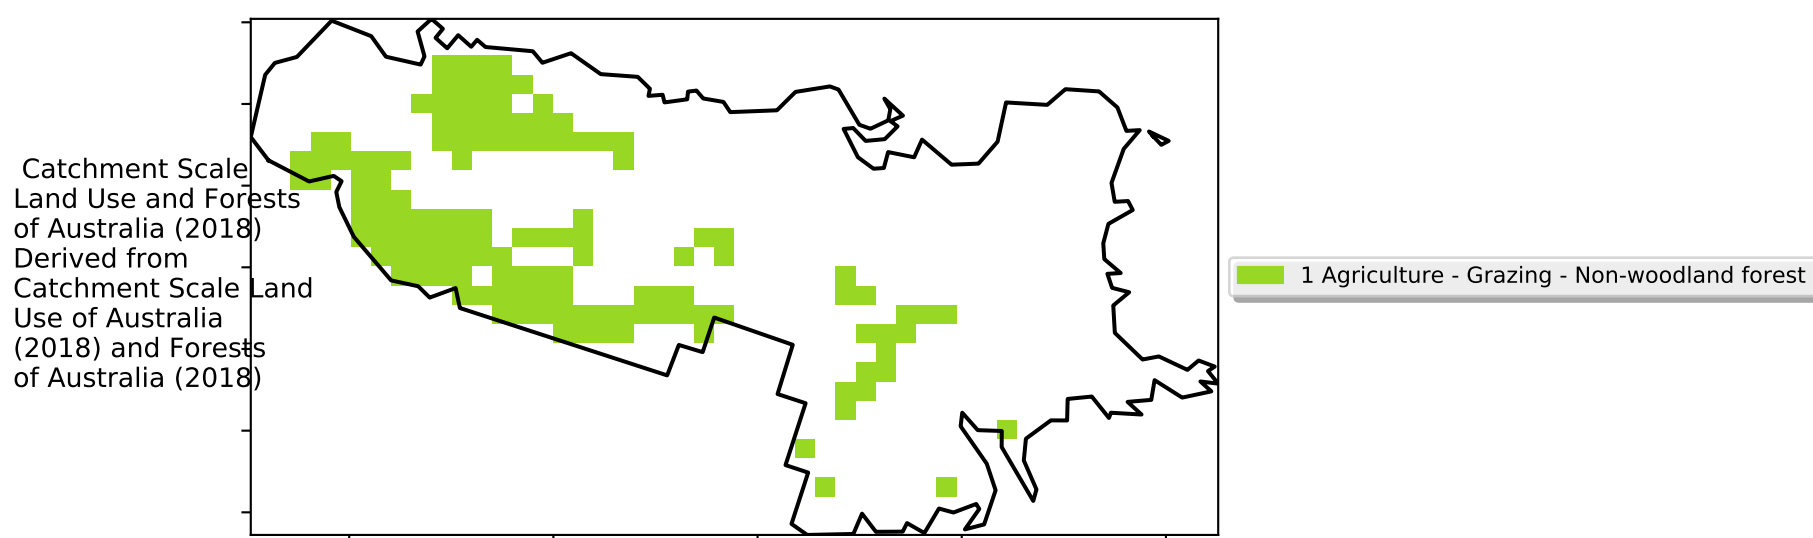 Catchment Scale
Land Use and Forests
of Australia (2018)
Derived from
Catchment Scale Land
Use of Australia
(2018) and Forests
of Australia (2018)
1 Agriculture - Grazing - Non-woodland forest